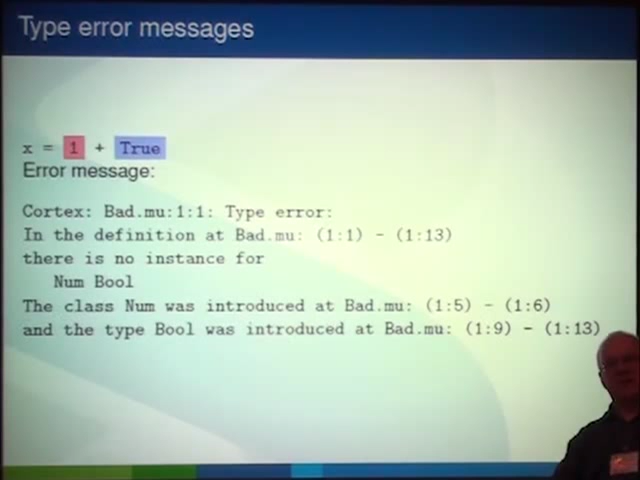 Type error messages
x = 1 + True
Error message:
Cortex: Bad.mu:1:1: Type error:
In the definition at Bad.mu: (1:1) - (1:13)
there is no instance for
Num Bool
The class Num was introduced at Bad.mu: (1:5) - (1:6)
and the type Bool was introduced at Bad.mu: (1:9) - (1:13)